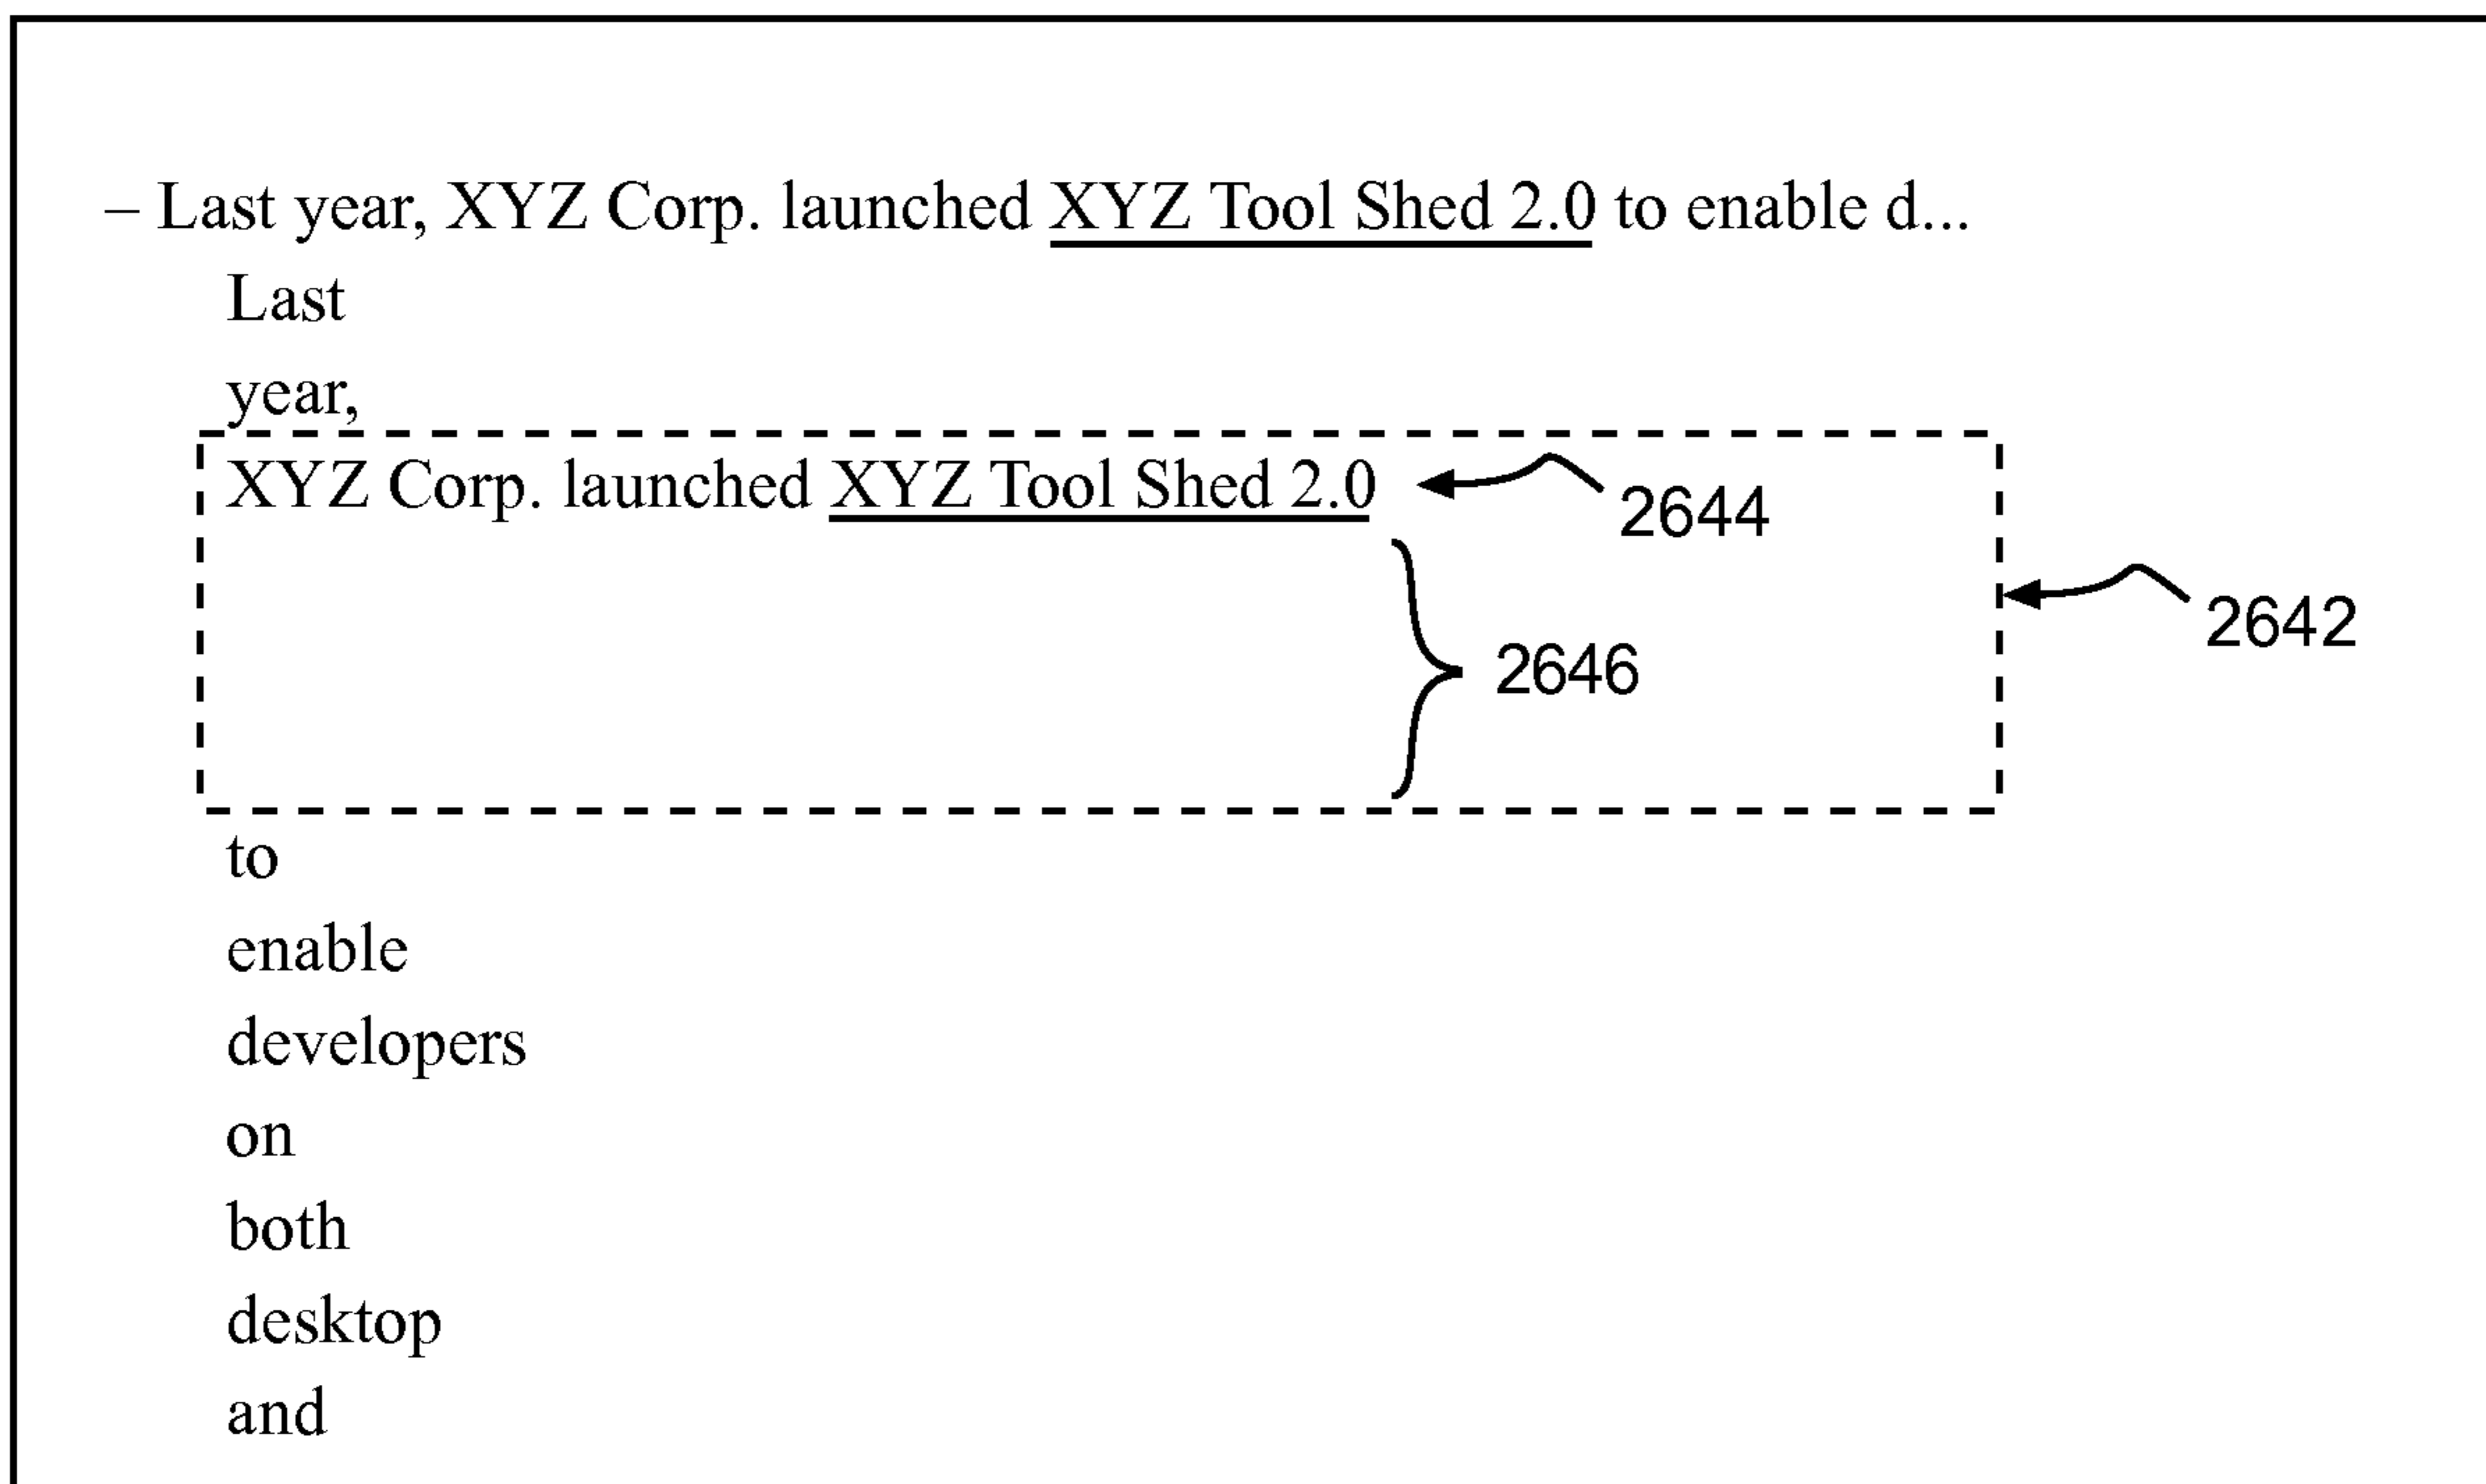 – Last year, XYZ Corp. launched XYZ Tool Shed 2.0 to enable d...
Last
year,
XYZ Corp. launched XYZ Tool Shed 2.0
2644
2642
2646
to
enable
developers
on
both
desktop
and